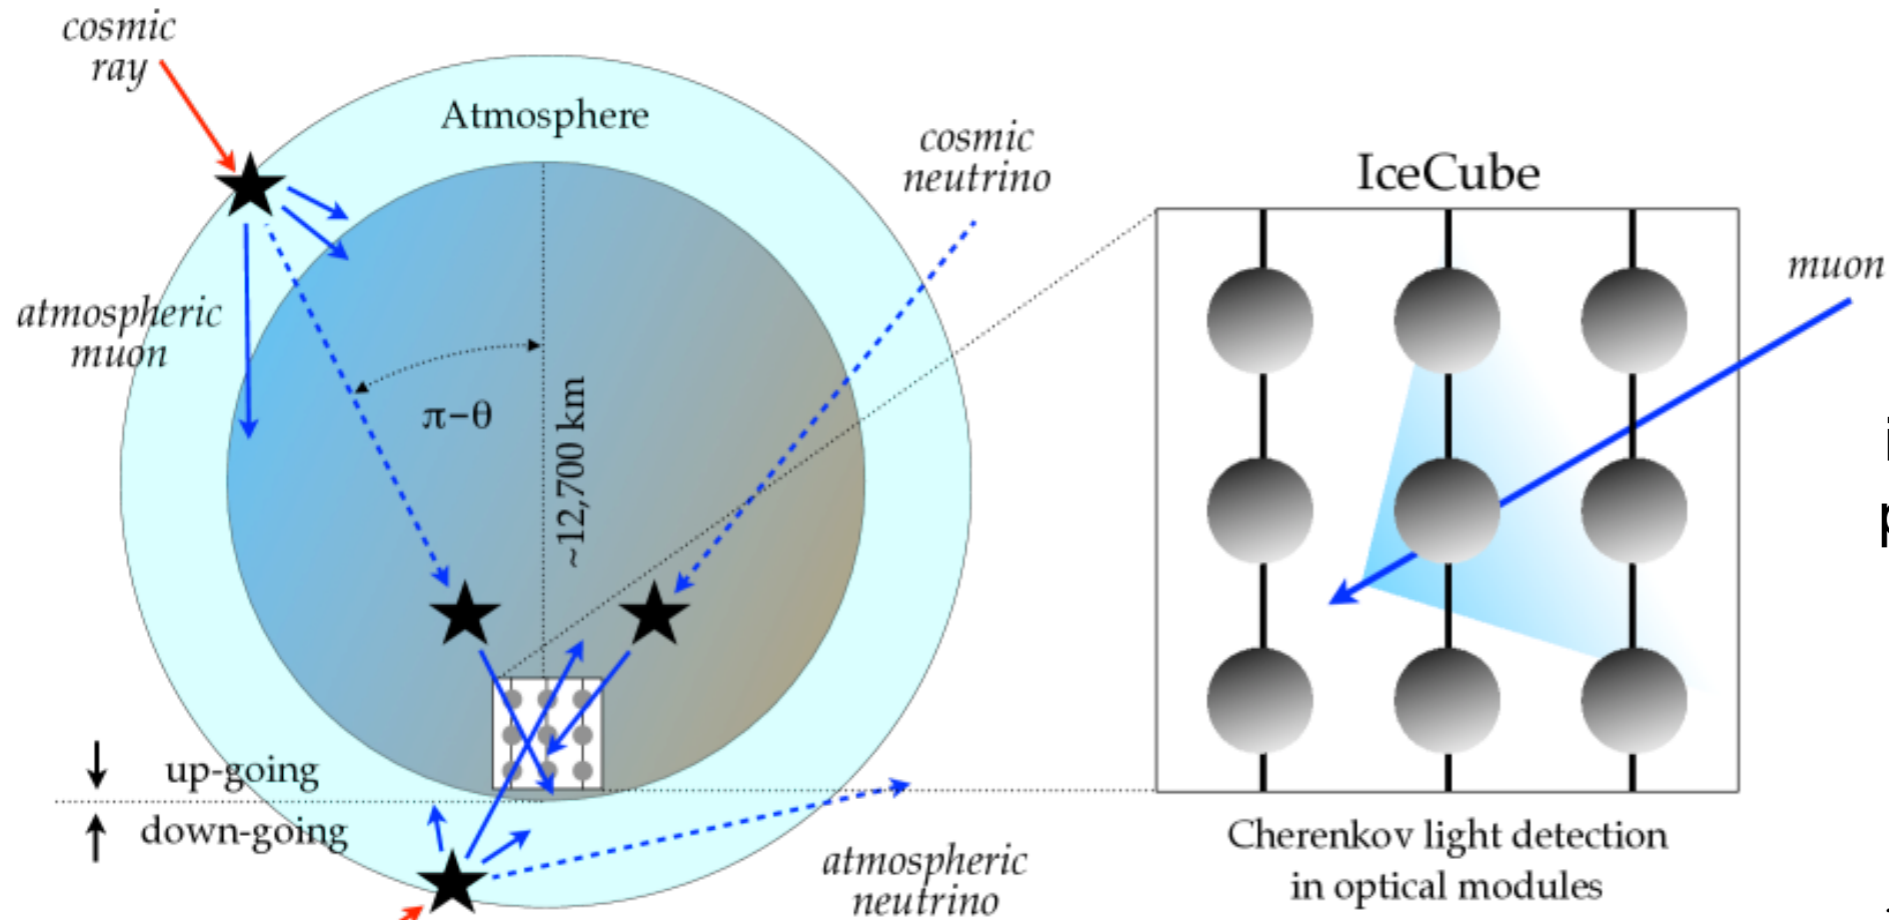 cosmic
ray
Atmosphere
cosmic
neutrino
IceCube
muon
atmospheric
muon
π−θ
~12,700 km
i
p
up-going
down-going
atmospheric
neutrino
Cherenkov light detection
in optical modules